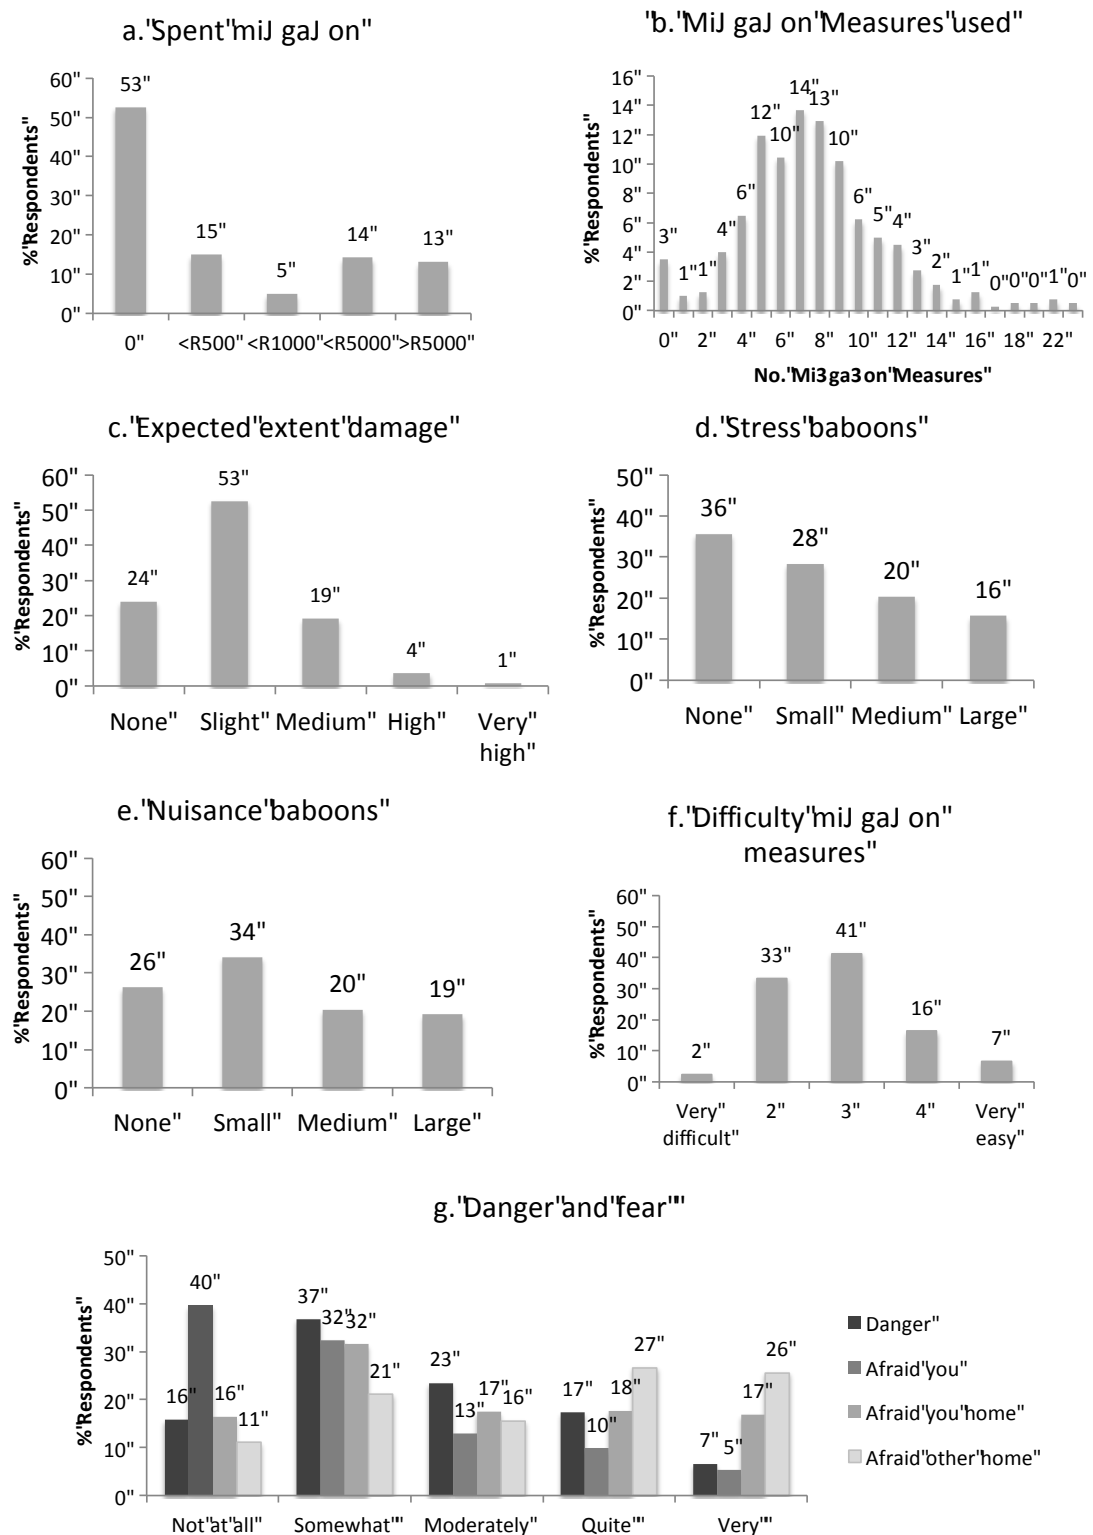 a."Spent"miJ gaJ on"
%"Respondents"
60"
50"
40"
30"
20"
10"
0"
53"
15"
5"
14"
13"
0" <R500" <R1000" <R5000" >R5000"
"b."MiJ gaJ on"Measures"used"
%"Respondents"
16"
14"
12"
10"
8"
6"
4"
2"
0"
3" 1" 1" 4" 6" 12" 10" 14" 13" 10" 6" 5" 4" 3" 2" 1" 1" 0" 0" 0" 1" 0"
0" 2" 4" 6" 8" 10" 12" 14" 16" 18" 22"
No."Mi3 ga3 on"Measures"
c."Expected"extent"damage"
%"Respondents"
60"
50"
40"
30"
20"
10"
0"
24"
53"
19"
4"
1"
None" Slight" Medium" High" Very"
high"
d."Stress"baboons"
%"Respondents"
50"
40"
30"
20"
10"
0"
36"
28"
20"
16"
None" Small" Medium" Large"
e."Nuisance"baboons"
%"Respondents"
60"
50"
40"
30"
20"
10"
0"
26"
34"
20"
19"
None" Small" Medium" Large"
f."Difficulty"miJ gaJ on"
measures"
%"Respondents"
60"
50"
40"
30"
20"
10"
0"
2"
33"
41"
16"
7"
Very" 2" 3" 4" Very"
difficult" easy"
g."Danger"and"fear""
%"Respondents"
50"
40"
30"
20"
10"
0"
16" 40" 16" 11"
37" 32" 32" 21"
23" 13" 17" 16"
17" 10" 18" 27"
7" 5" 17" 26"
Not"at"all" Somewhat"" Moderately" Quite"" Very""
Danger"
Afraid"you"
Afraid"you"home"
Afraid"other"home"